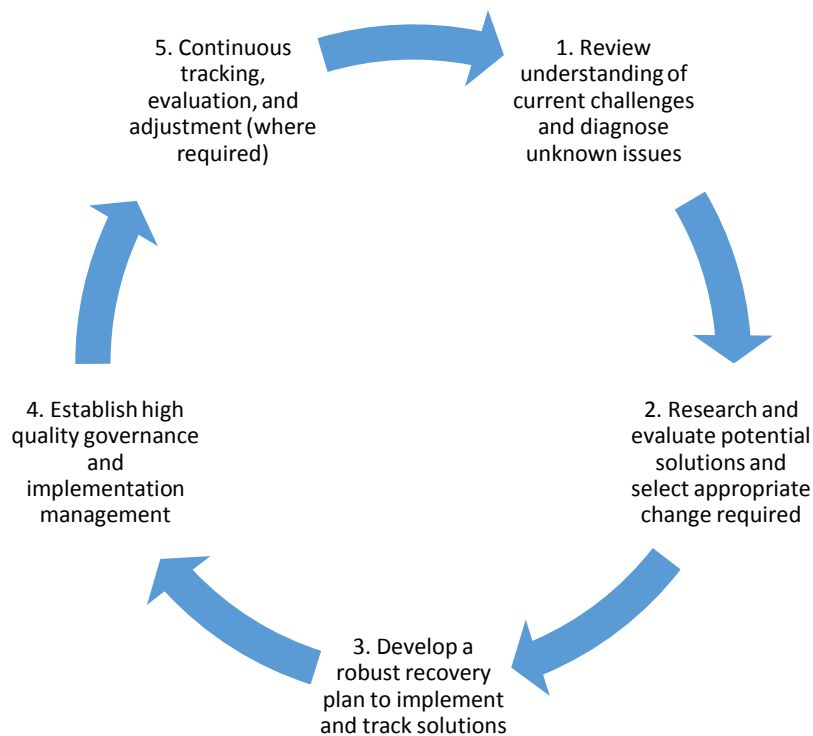 1. Review
understanding of
current challenges
and diagnose
unknown issues
2. Research and
evaluate potential
solutions and
select appropriate
change required
3. Develop a
robust recovery
plan to implement
and track solutions
4. Establish high
quality governance
and
implementation
management
5. Continuous
tracking,
evaluation, and
adjustment (where
required)